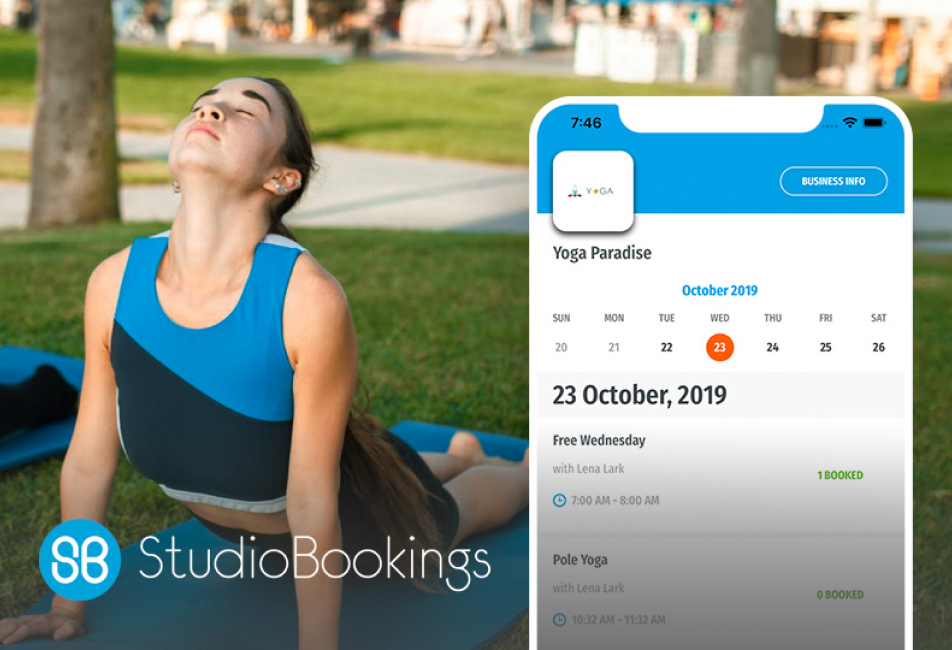 7:46
Y GA
BUSINESS INFO
Yoga Paradise
October 2019
SUN MON TUE WED THU FRI SAT
20 21 22 23 24 25 26
23 October, 2019
Free Wednesday
with Lena Lark
1 BOOKED
7:00 AM - 8:00 AM
Pole Yoga
with Lena Lark
0 BOOKED
10:32 AM - 11:32 AM
SB StudioBookings